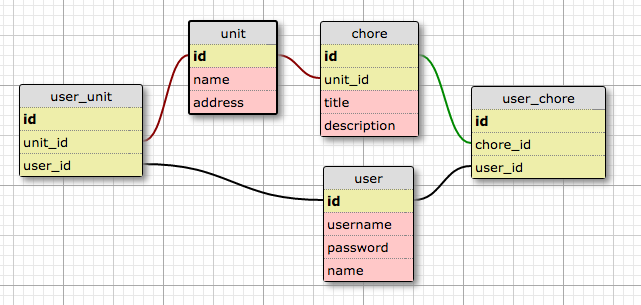 unit
id
name
address
chore
id
unit_id
title
description
user_unit
id
unit_id
user_id
user_chore
id
chore_id
user_id
user
id
username
password
name